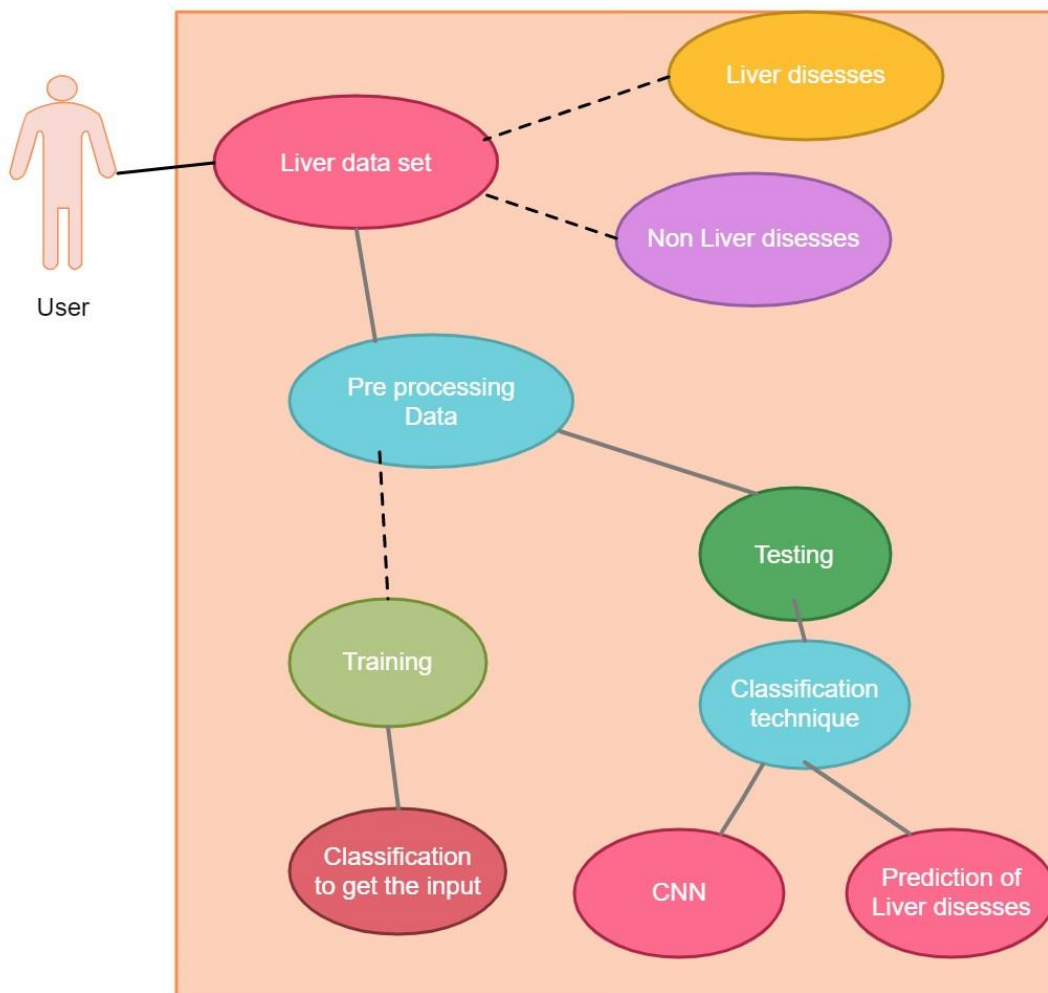 Liver disesses
Liver data set
Non Liver disesses
User
Pre processing
Data
Testing
Training
Classification
technique
Classification
to get the input
CNN
Prediction of
Liver disesses